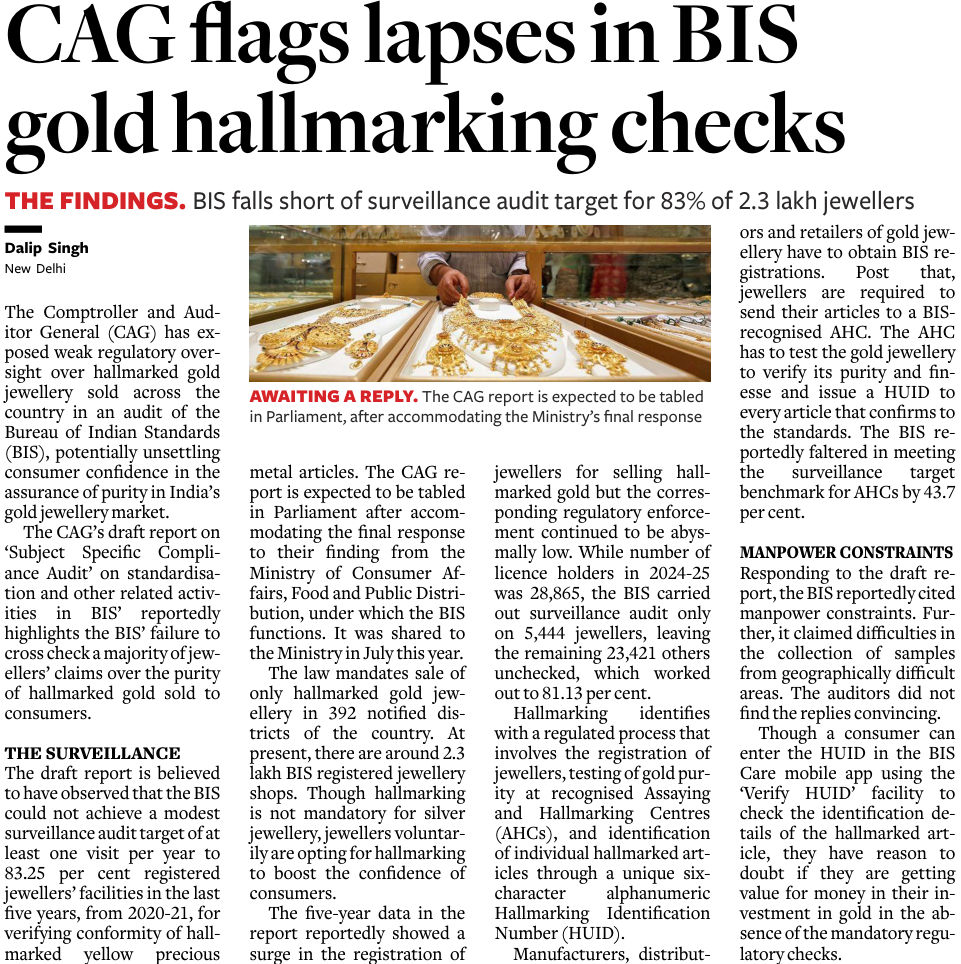 CAG flags lapses in BIS
gold hallmarking checks
THE FINDINGS. BIS falls short of surveillance audit target for 83% of 2.3 lakh jewellers
Dalip Singh
New Delhi
The Comptroller and Aud-
itor General (CAG) has ex-
posed weak regulatory over-
sight over hallmarked gold
jewellery sold across the
country in an audit of the
Bureau of Indian Standards
(BIS), potentially unsettling
consumer confidence in the
assurance of purity in India's
gold jewellery market.
The CAG's draft report on
'Subject Specific Compli-
ance Audit' on standardisa-
tion and other related activ-
ities in BIS' reportedly
highlights the BIS' failure to
cross check a majority of jew-
ellers' claims over the purity
of hallmarked gold sold to
consumers.
THE SURVEILLANCE
The draft report is believed
to have observed that the BIS
could not achieve a modest
surveillance audit target of at
least one visit per year to
83.25 per cent registered
jewellers' facilities in the last
five years, from 2020-21, for
verifying conformity of hall-
marked yellow precious
AWAITING A REPLY. The CAG report is expected to be tabled
in Parliament, after accommodating the Ministry's final response
metal articles. The CAG re-
port is expected to be tabled
in Parliament after accom-
modating the final response
to their finding from the
Ministry of Consumer Af-
fairs, Food and Public Distri-
bution, under which the BIS
functions. It was shared to
the Ministry in July this year.
The law mandates sale of
only hallmarked gold jew-
ellery in 392 notified dis-
tricts of the country. At
present, there are around 2.3
lakh BIS registered jewellery
shops. Though hallmarking
is not mandatory for silver
jewellery, jewellers voluntar-
ily are opting for hallmarking
to boost the confidence of
consumers.
The five-year data in the
report reportedly showed a
surge in the registration of
jewellers for selling hall-
marked gold but the corres-
ponding regulatory enforce-
ment continued to be abys-
mally low. While number of
licence holders in 2024-25
was 28,865, the BIS carried
out surveillance audit only
on 5,444 jewellers, leaving
the remaining 23,421 others
unchecked, which worked
out to 81.13 per cent.
Hallmarking identifies
with a regulated process that
involves the registration of
jewellers, testing of gold pur-
ity at recognised Assaying
and Hallmarking Centres
(AHCs), and identification
of individual hallmarked art-
icles through a unique six-
character alphanumeric
Hallmarking Identification
Number (HUID).
Manufacturers, distribut-
ors and retailers of gold jew-
ellery have to obtain BIS re-
gistrations. Post that,
jewellers are required to
send their articles to a BIS-
recognised AHC. The AHC
has to test the gold jewellery
to verify its purity and fin-
esse and issue a HUID to
every article that confirms to
the standards. The BIS re-
portedly faltered in meeting
the surveillance target
benchmark for AHCs by 43.7
per cent.
MANPOWER CONSTRAINTS
Responding to the draft re-
port, the BIS reportedly cited
manpower constraints. Fur-
ther, it claimed difficulties in
the collection of samples
from geographically difficult
areas. The auditors did not
find the replies convincing.
Though a consumer can
enter the HUID in the BIS
Care mobile app using the
'Verify HUID' facility to
check the identification de-
tails of the hallmarked art-
icle, they have reason to
doubt if they are getting
value for money in their in-
vestment in gold in the ab-
sence of the mandatory regu-
latory checks.